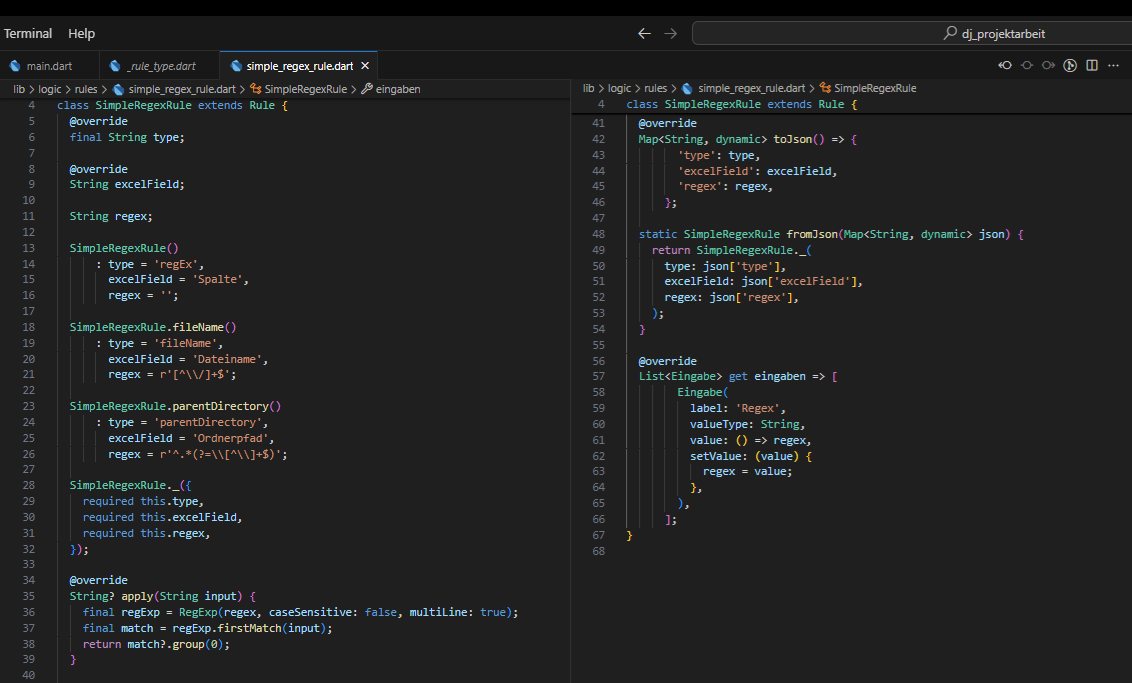 Terminal Help
dj_projektarbeit
main.dart
_rule_type.dart
simple_regex_rule.dart
lib > logic > rules > simple_regex_rule.dart > SimpleRegexRule > eingaben
4 class SimpleRegexRule extends Rule {
5 @override
6 final String type;
7
8 @override
9 String excelField;
10
11 String regex;
12
13 SimpleRegexRule()
14 : type = 'regEx',
15 excelField = 'Spalte',
16 regex = '';
17
18 SimpleRegexRule.fileName()
19 : type = 'fileName',
20 excelField = 'Dateiname',
21 regex = r'[^\\/]+$';
22
23 SimpleRegexRule.parentDirectory()
24 : type = 'parentDirectory',
25 excelField = 'Ordnerpfad',
26 regex = r'^.*(?=\\[^\\]+$)';
27
28 SimpleRegexRule._({
29 required this.type,
30 required this.excelField,
31 required this.regex,
32 });
33
34 @override
35 String? apply(String input) {
36 final regExp = RegExp(regex, caseSensitive: false, multiLine: true);
37 final match = regExp.firstMatch(input);
38 return match?.group(0);
39 }
40
lib > logic > rules > simple_regex_rule.dart > SimpleRegexRule
4 class SimpleRegexRule extends Rule {
41 @override
42 Map<String, dynamic> toJson() => {
43 'type': type,
44 'excelField': excelField,
45 'regex': regex,
46 };
47
48 static SimpleRegexRule fromJson(Map<String, dynamic> json) {
49 return SimpleRegexRule._(
50 type: json['type'],
51 excelField: json['excelField'],
52 regex: json['regex'],
53 );
54 }
55
56 @override
57 List<Eingabe> get eingaben => [
58 Eingabe(
59 label: 'Regex',
60 valueType: String,
61 value: () => regex,
62 setValue: (value) {
63 regex = value;
64 },
65 ),
66 ];
67 }
68